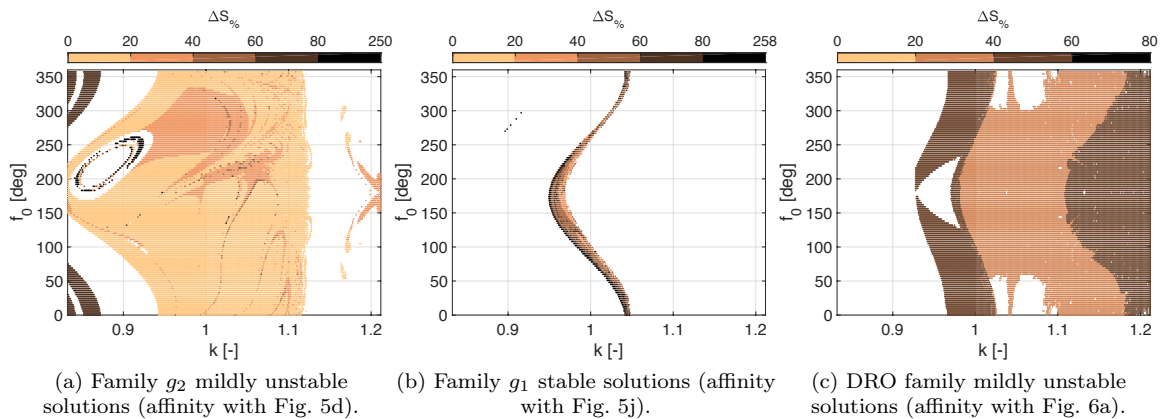 ΔS%
0 20 40 60 80 250
350
300
250
200
150
100
50
0
f0 [deg]
0.9 1 1.1 1.2
k [-]
(a) Family g2 mildly unstable
solutions (affinity with Fig. 5d).
ΔS%
0 20 40 60 80 100 258
350
300
250
200
150
100
50
0
f0 [deg]
0.9 1 1.1 1.2
k [-]
(b) Family g1 stable solutions (affinity
with Fig. 5j).
ΔS%
0 20 40 60 80
350
300
250
200
150
100
50
0
f0 [deg]
0.9 1 1.1 1.2
k [-]
(c) DRO family mildly unstable
solutions (affinity with Fig. 6a).